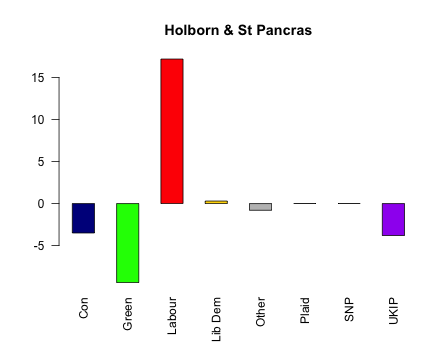 Holborn & St Pancras
15
10
5
0
-5
Con
Green
Labour
Lib Dem
Other
Plaid
SNP
UKIP